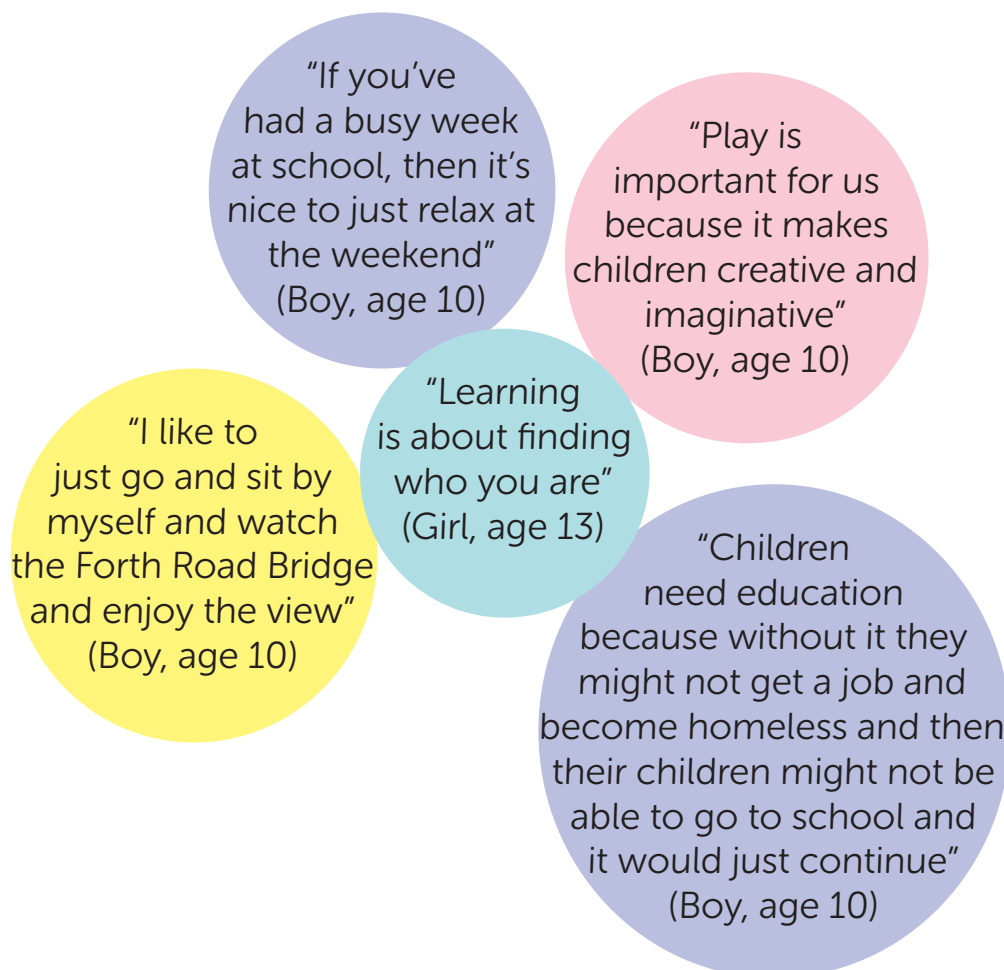 “If you’ve
had a busy week
at school, then it’s
nice to just relax at
the weekend”
(Boy, age 10)
“Play is
important for us
because it makes
children creative and
imaginative”
(Boy, age 10)
“Learning
is about finding
who you are”
(Girl, age 13)
“I like to
just go and sit by
myself and watch
the Forth Road Bridge
and enjoy the view”
(Boy, age 10)
“Children
need education
because without it they
might not get a job and
become homeless and then
their children might not be
able to go to school and
it would just continue”
(Boy, age 10)